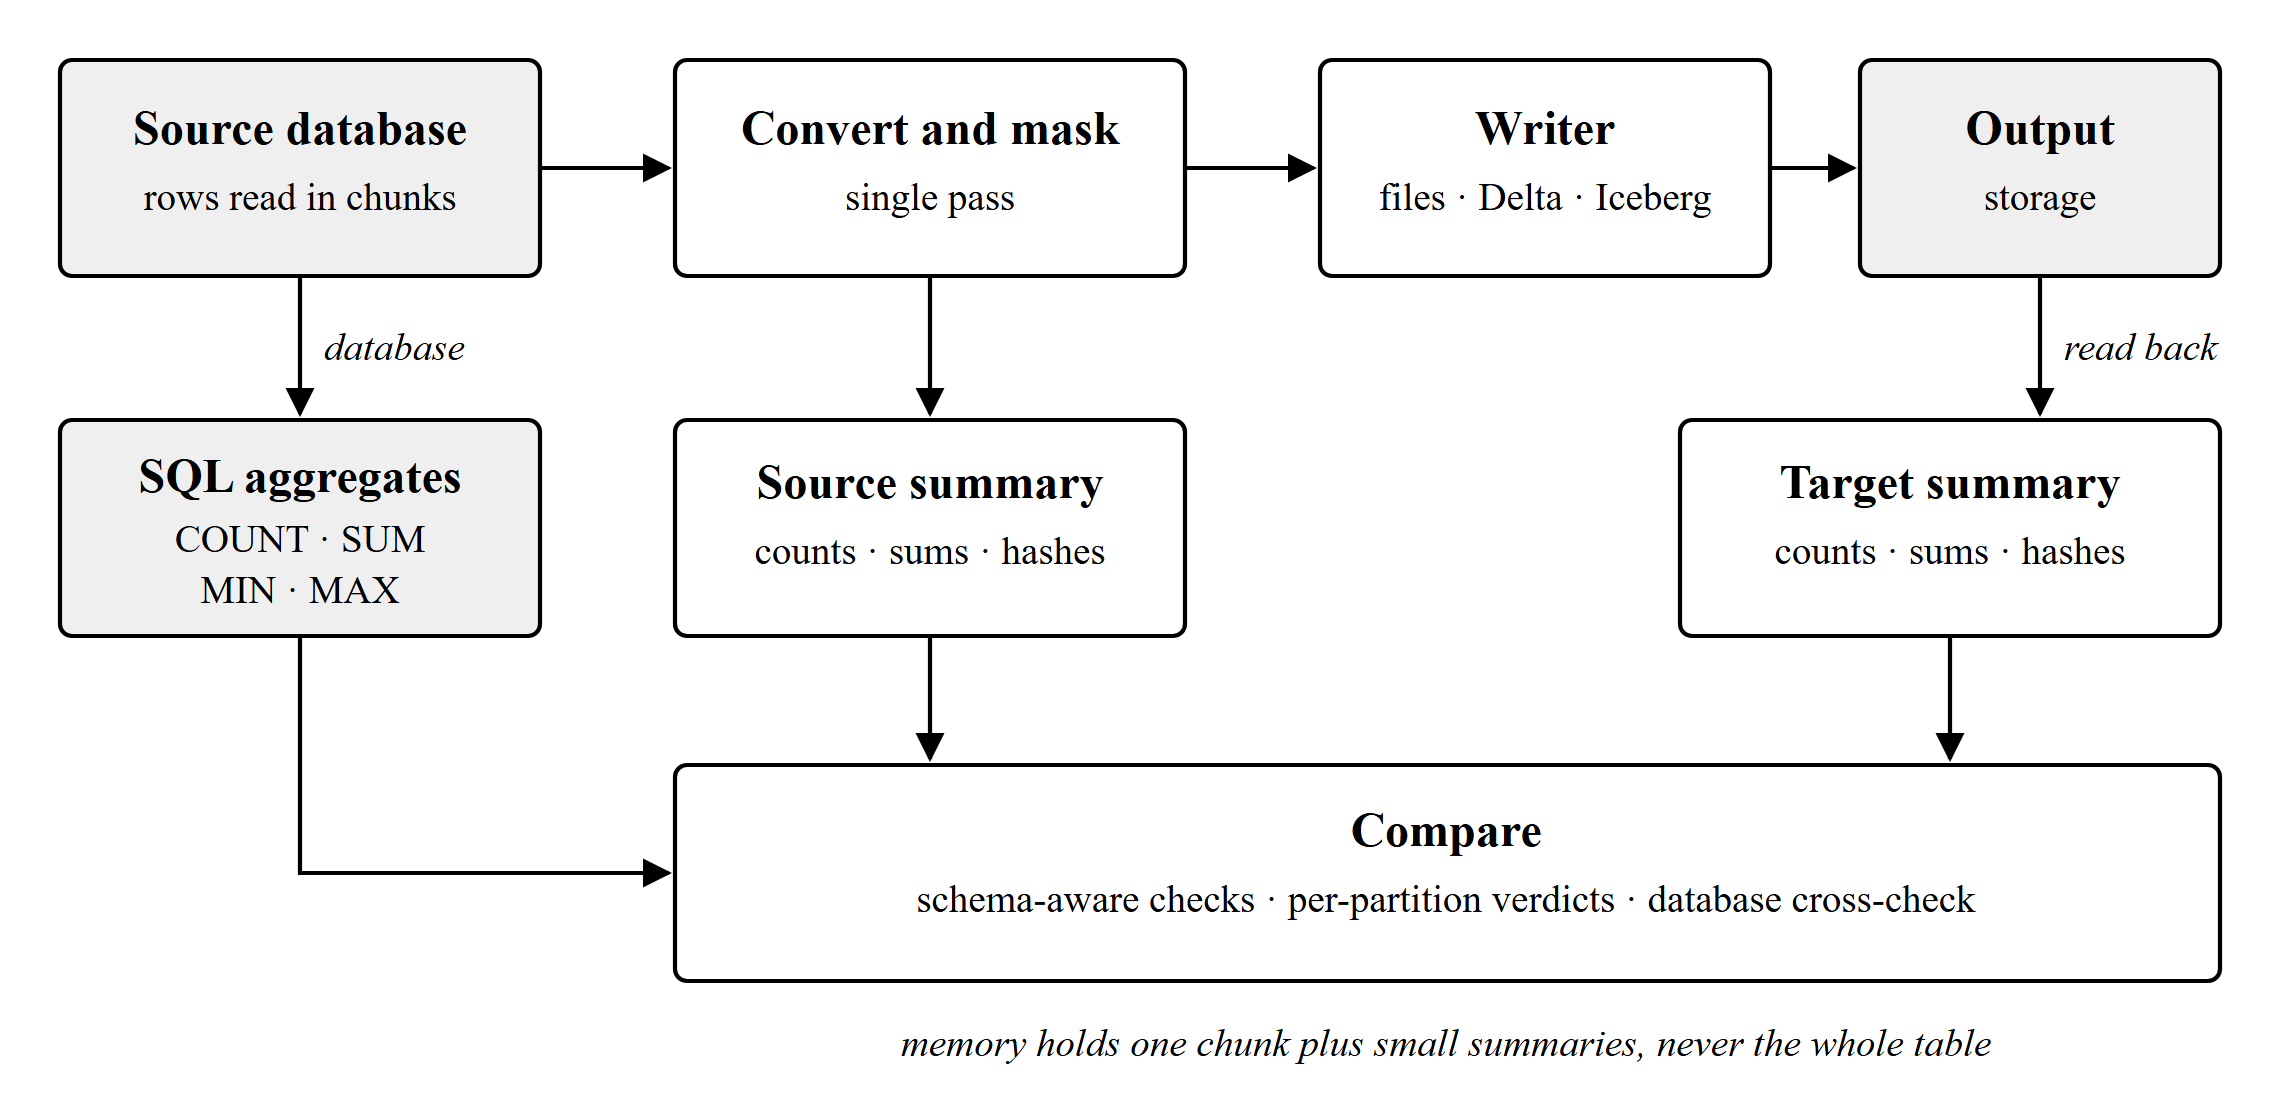 Source database
rows read in chunks
Convert and mask
single pass
Writer
files · Delta · Iceberg
Output
storage
database
read back
SQL aggregates
COUNT · SUM
MIN · MAX
Source summary
counts · sums · hashes
Target summary
counts · sums · hashes
Compare
schema-aware checks · per-partition verdicts · database cross-check
memory holds one chunk plus small summaries, never the whole table